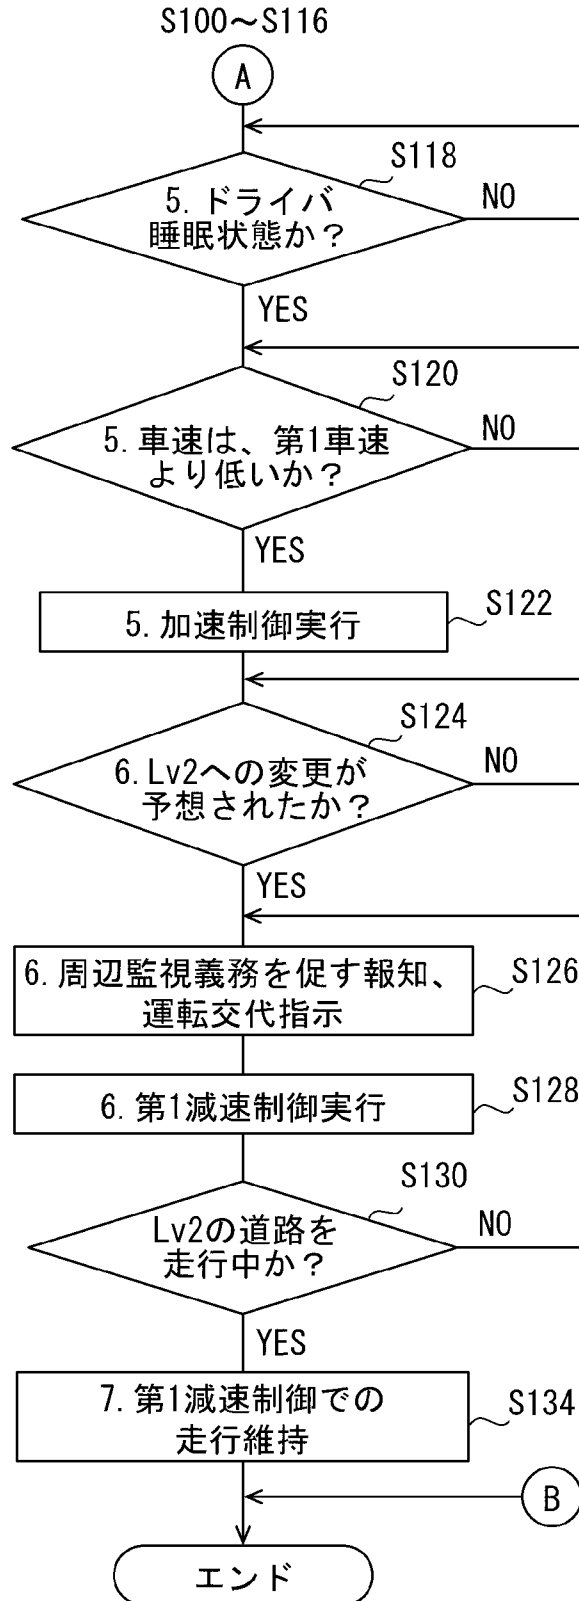 S100～S116
A
S118
5. ドライバ
睡眠状態か？
NO
YES
S120
5. 車速は、第1車速
より低いか？
NO
YES
S122
5. 加速制御実行
S124
6. Lv2への変更が
予想されたか？
NO
YES
6. 周辺監視義務を促す報知、
運転交代指示
S126
6. 第1減速制御実行
S128
S130
Lv2の道路を
走行中か？
NO
YES
7. 第1減速制御での
走行維持
S134
B
エンド